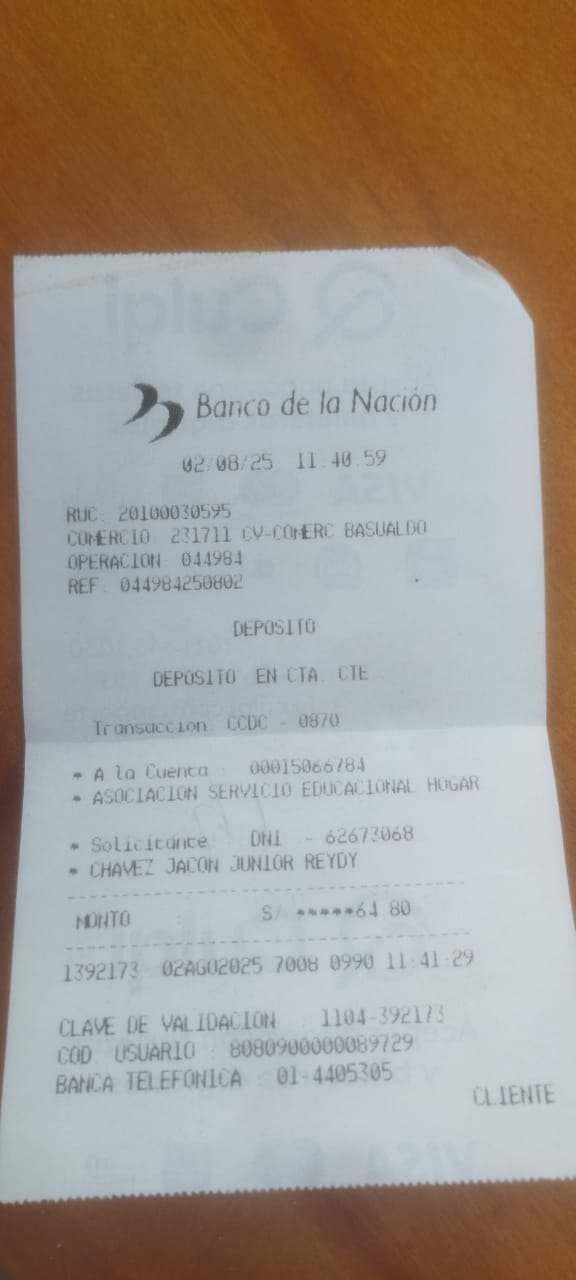 Banco de la Nación
02/08/25 11.40.59
RUC: 20100030595
COMERCIO: 231711 CV-COMERC BASUALDO
OPERACION: 044984
REF: 044984250802
DEPOSITO
DEPOSITO EN CTA. CTE
Transaccion: CCDC - 0870
* A la Cuenta : 00015066784
* ASOCIACION SERVICIO EDUCACIONAL HOGAR
* Solicitante: DNI - 62673068
* CHAVEZ JACON JUNIOR REYDY
MONTO : S/ *****64.80
1392173 02AGO2025 7008 0990 11:41:29
CLAVE DE VALIDACION 1104-392173
COD. USUARIO : 8080900000089729
BANCA TELEFONICA 01-4405305
CLIENTE